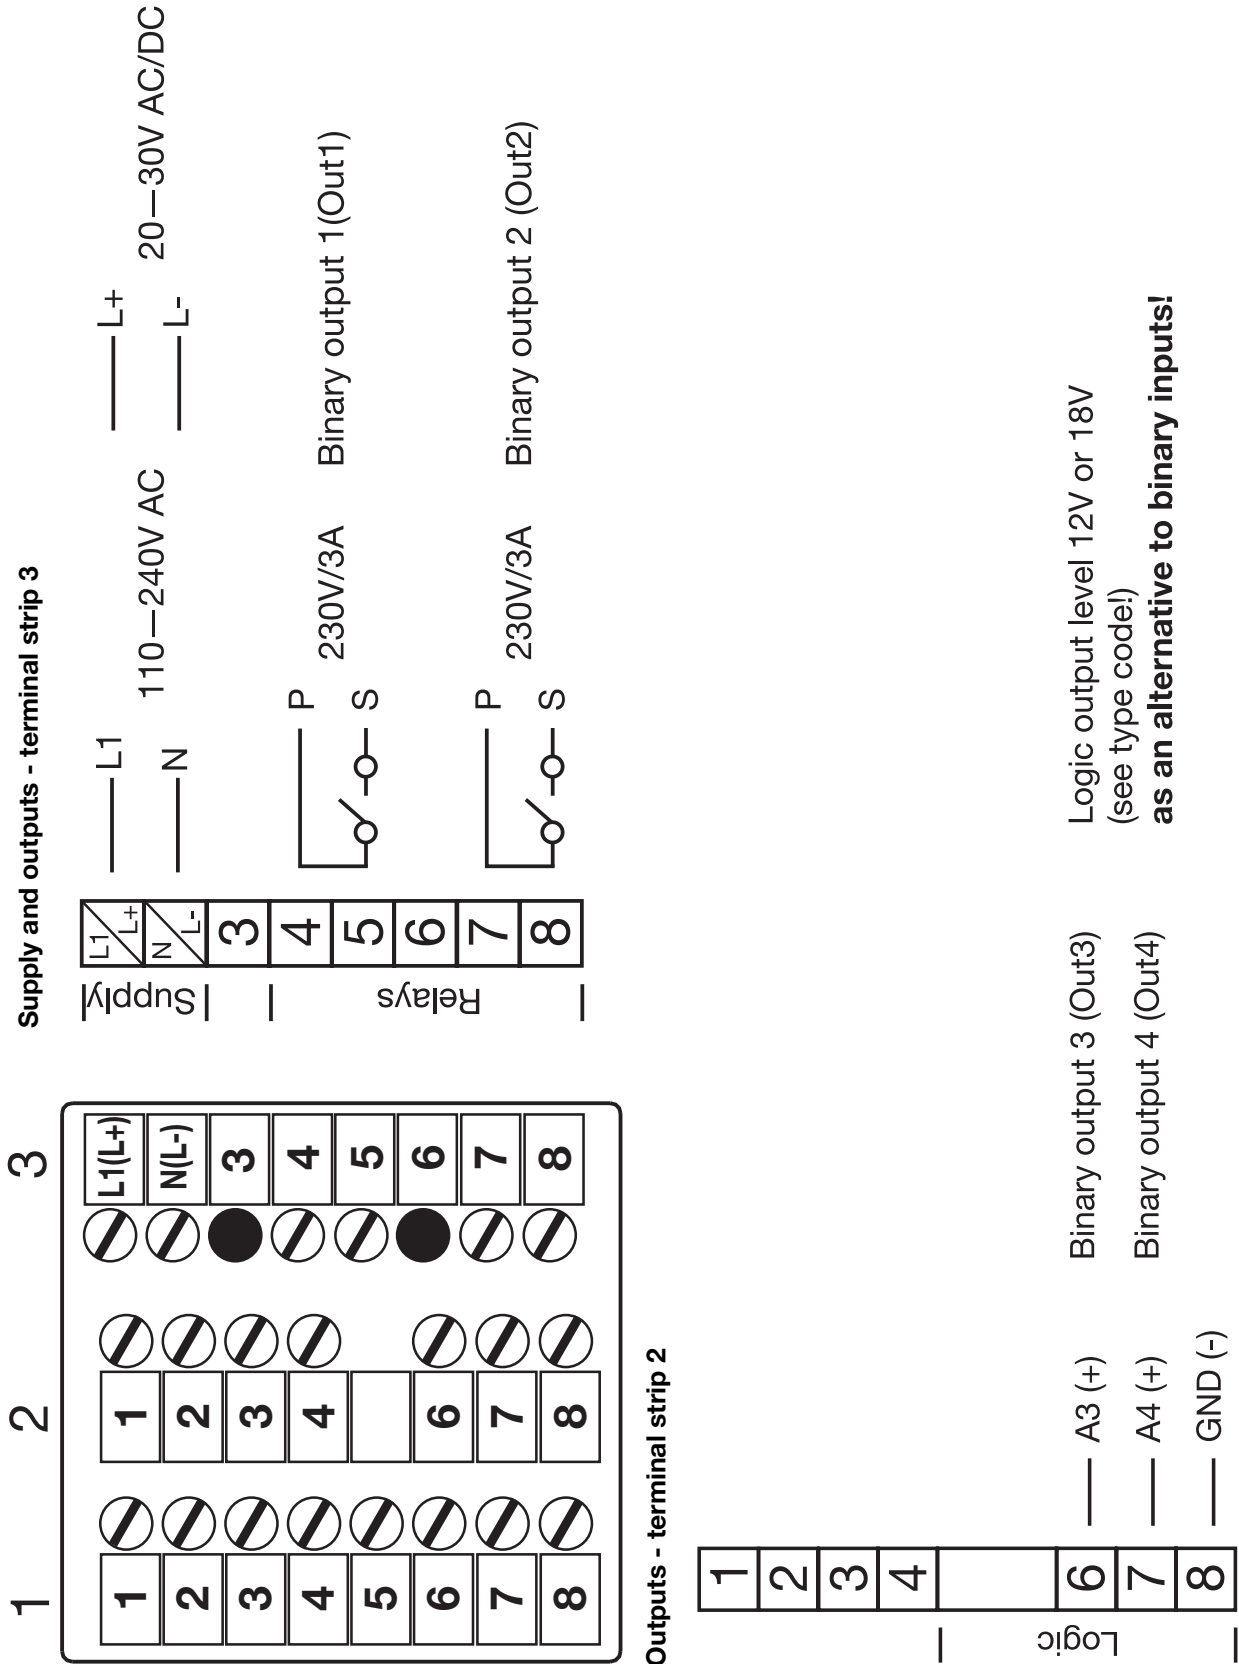 Supply and outputs - terminal strip 3
3
2
1
L1(L+)
N(L-)
3
4
5
6
7
8
1
2
3
4
6
7
8
1
2
3
4
5
6
7
8
Supply
L1 L+
N L-
3
4
5
6
7
8
Relays
L1
N
110—240V AC
L+
L-
20—30V AC/DC
P
S
230V/3A
Binary output 1(Out1)
P
S
230V/3A
Binary output 2 (Out2)
Outputs - terminal strip 2
1
2
3
4
6
7
8
Logic
A3 (+)
Binary output 3 (Out3)
A4 (+)
Binary output 4 (Out4)
GND (-)
Logic output level 12V or 18V
(see type code!)
as an alternative to binary inputs!